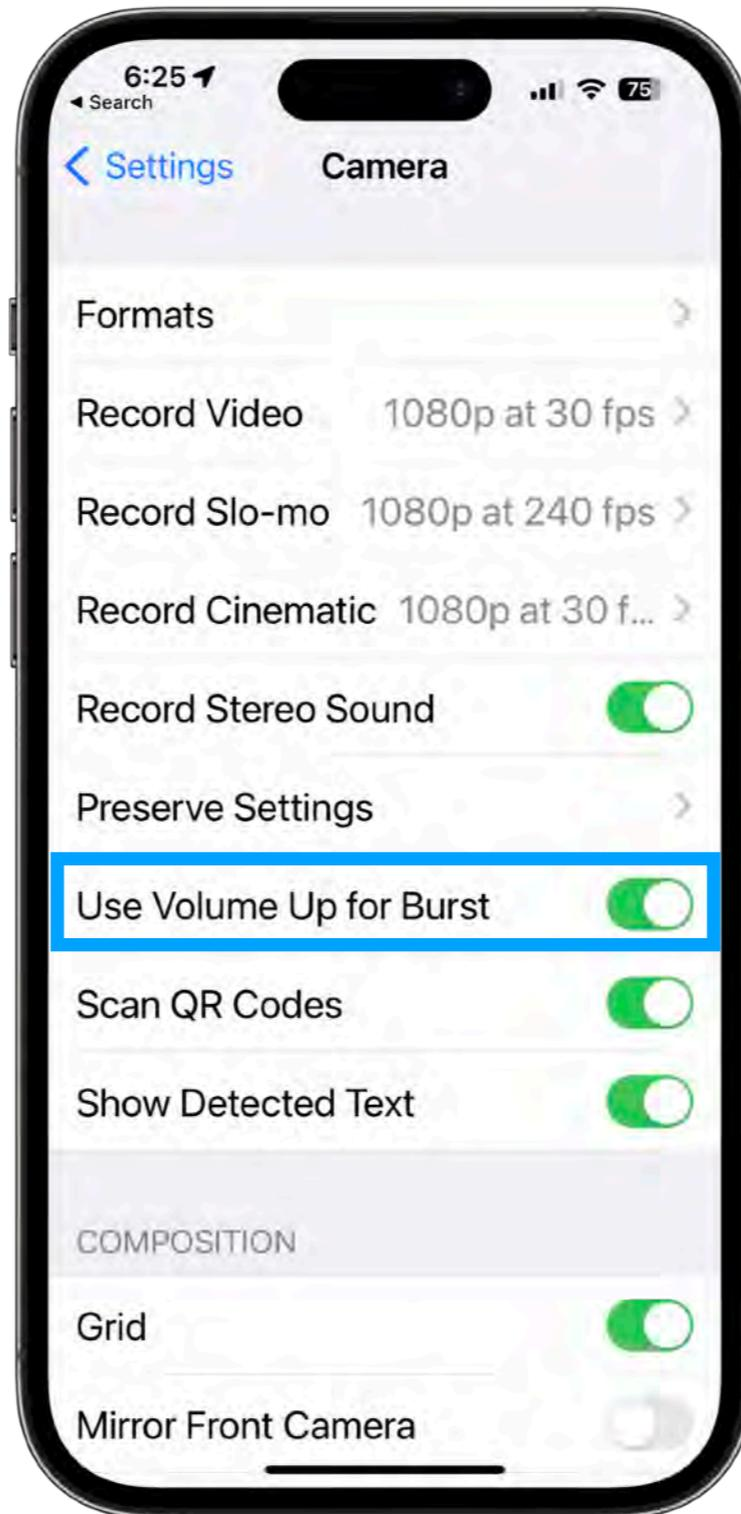 6:25
◀ Search
75
Settings
Camera
Formats
Record Video 1080p at 30 fps
Record Slo-mo 1080p at 240 fps
Record Cinematic 1080p at 30 f...
Record Stereo Sound
Preserve Settings
Use Volume Up for Burst
Scan QR Codes
Show Detected Text
COMPOSITION
Grid
Mirror Front Camera